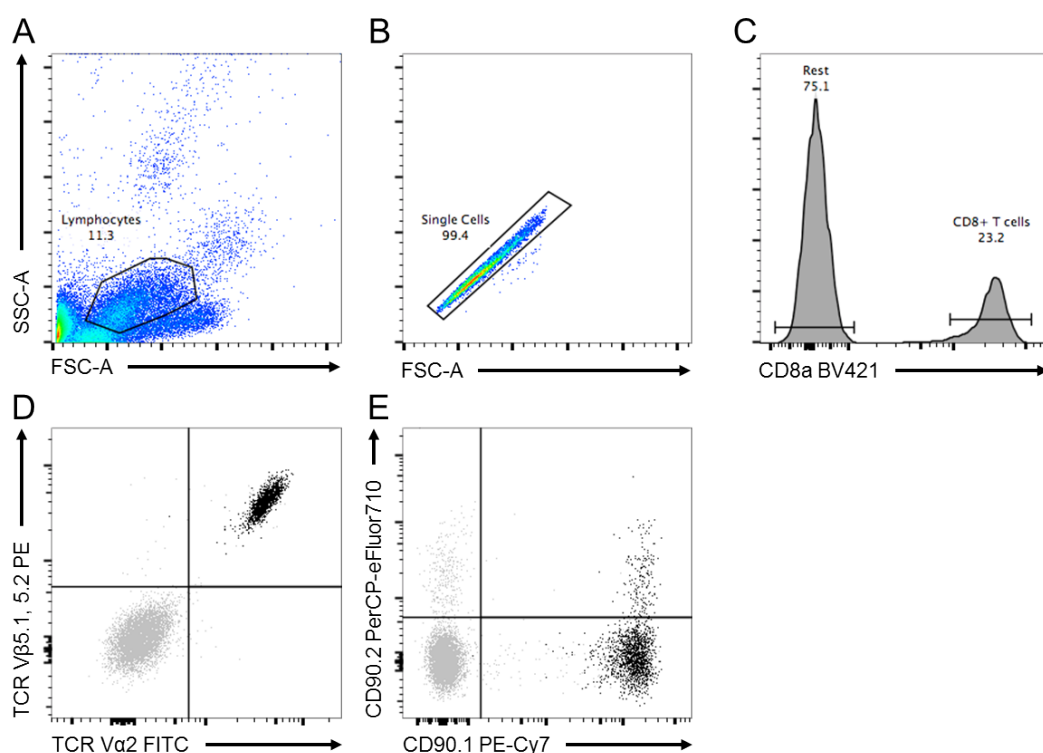 A
B
C
SSC-A
Lymphocytes
11.3
FSC-A
Single Cells
99.4
FSC-A
Rest
75.1
CD8+ T cells
23.2
CD8a BV421
D
E
TCR Vβ5.1, 5.2 PE
TCR Vα2 FITC
CD90.2 PerCP-eFluor710
CD90.1 PE-Cy7